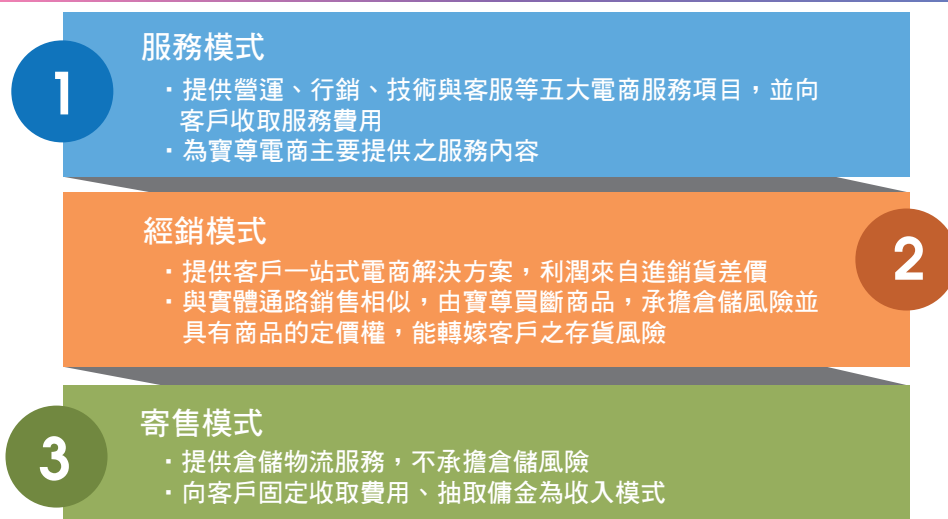 1
服務模式
・提供營運、行銷、技術與客服等五大電商服務項目，並向
客戶收取服務費用
・為寶尊電商主要提供之服務內容
經銷模式
2
・提供客戶一站式電商解決方案，利潤來自進銷貨差價
・與實體通路銷售相似，由寶尊買斷商品，承擔倉儲風險並
具有商品的定價權，能轉嫁客戶之存貨風險
3
寄售模式
・提供倉儲物流服務，不承擔倉儲風險
・向客戶固定收取費用、抽取傭金為收入模式